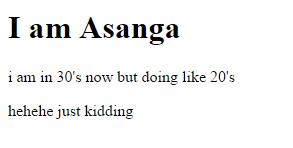 I am Asanga
i am in 30's now but doing like 20's
hehehe just kidding